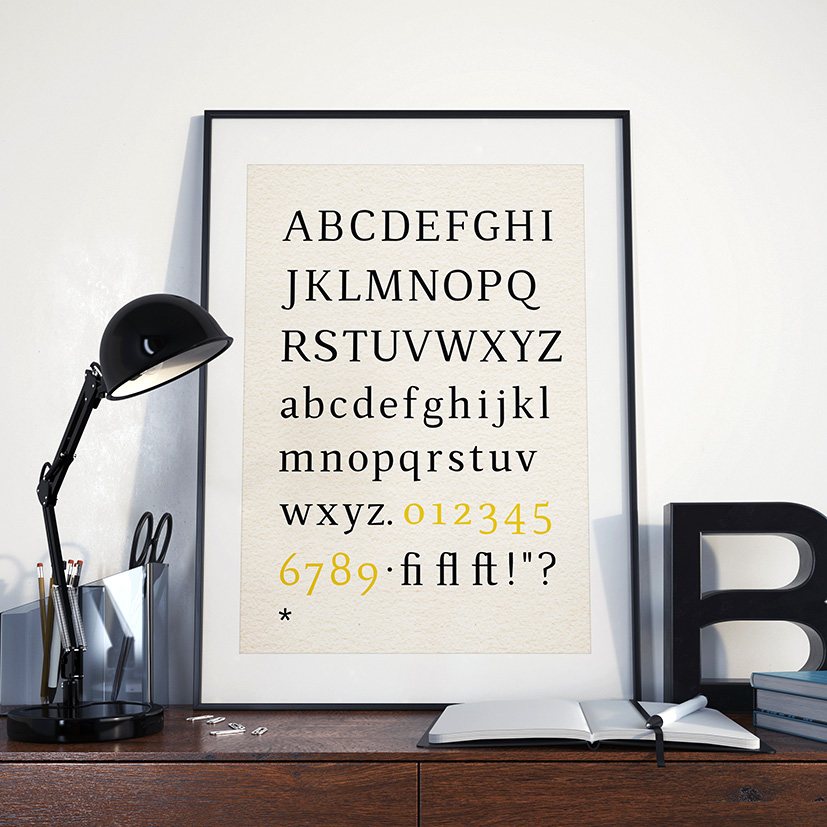 ABCDEFGHI
JKLMNOPQ
RSTUVWXYZ
abcdefghijkl
mnopqrstuv
wxyz. 012345
6789·fi fl ft!"?
*
B